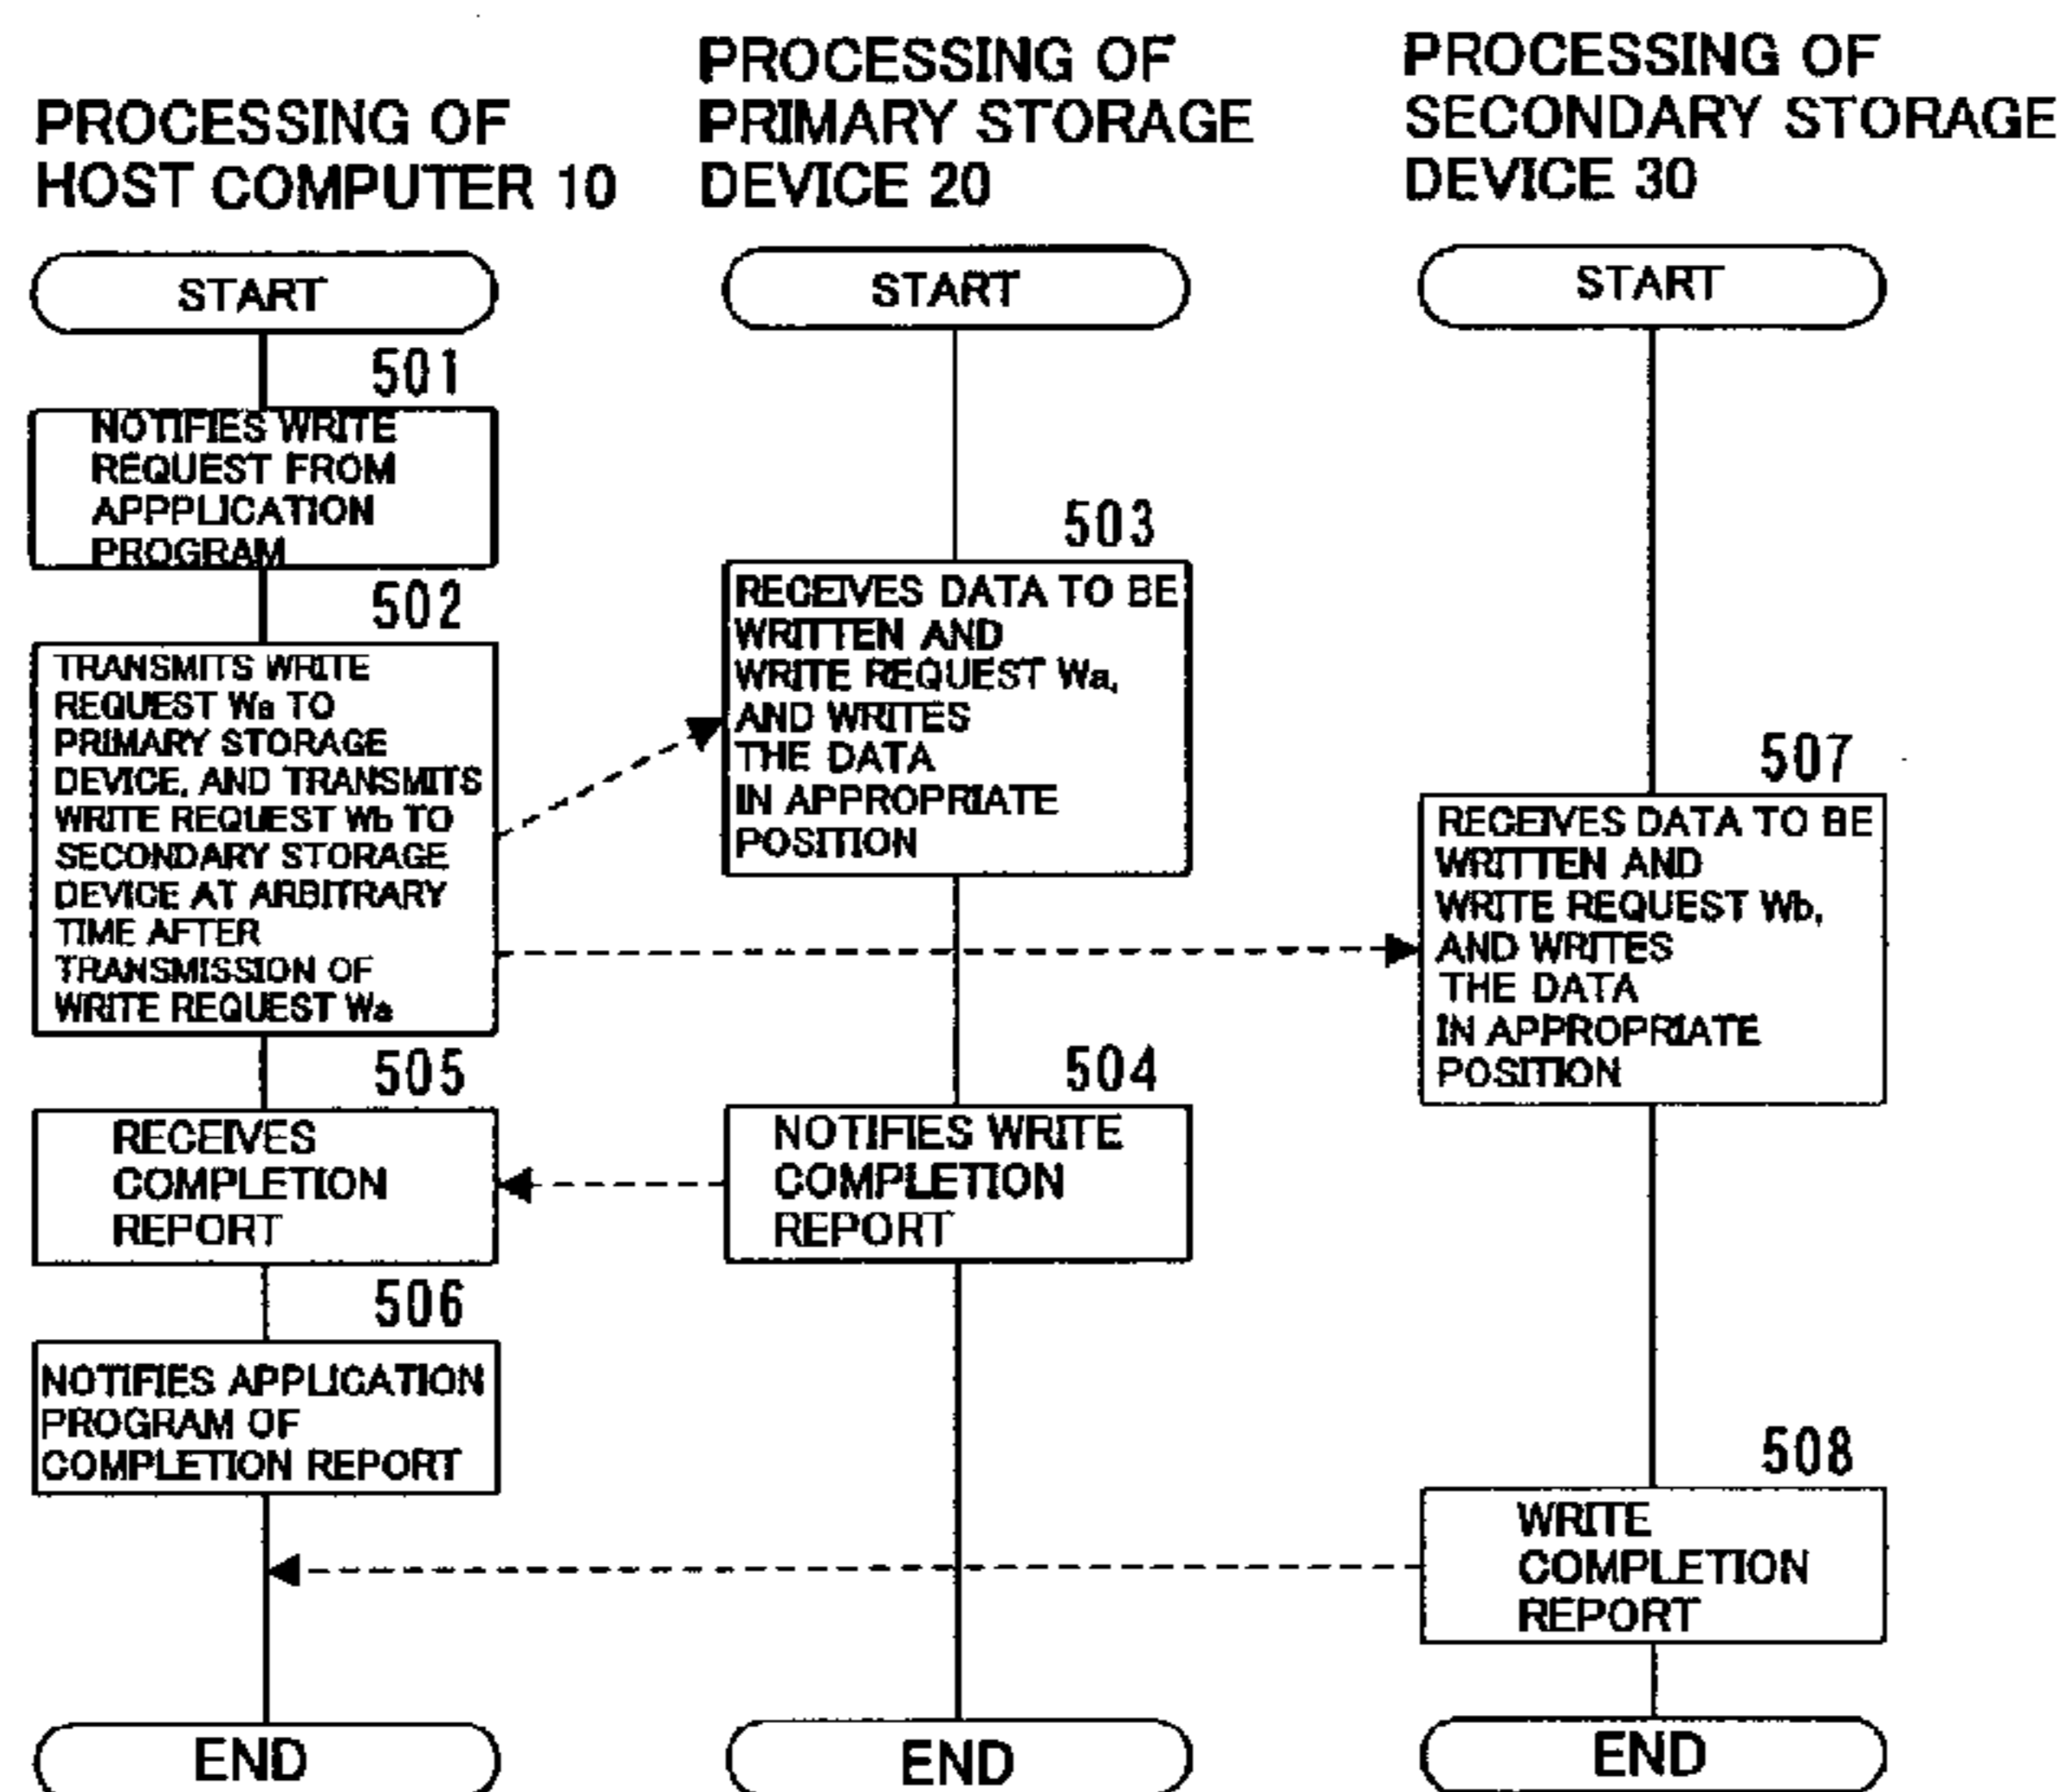 PROCESSING OF
HOST COMPUTER 10
PROCESSING OF
PRIMARY STORAGE
DEVICE 20
PROCESSING OF
SECONDARY STORAGE
DEVICE 30
START
START
START
501
NOTIFIES WRITE
REQUEST FROM
APPPLICATION
PROGRAM
502
TRANSMITS WRITE
REQUEST Wa TO
PRIMARY STORAGE
DEVICE, AND TRANSMITS
WRITE REQUEST Wb TO
SECONDARY STORAGE
DEVICE AT ARBITRARY
TIME AFTER
TRANSMISSION OF
WRITE REQUEST Wa
503
RECEIVES DATA TO BE
WRITTEN AND
WRITE REQUEST Wa,
AND WRITES
THE DATA
IN APPROPRIATE
POSITION
507
RECEIVES DATA TO BE
WRITTEN AND
WRITE REQUEST Wb,
AND WRITES
THE DATA
IN APPROPRIATE
POSITION
505
RECEIVES
COMPLETION
REPORT
504
NOTIFIES WRITE
COMPLETION
REPORT
506
NOTIFIES APPLICATION
PROGRAM OF
COMPLETION REPORT
508
WRITE
COMPLETION
REPORT
END
END
END